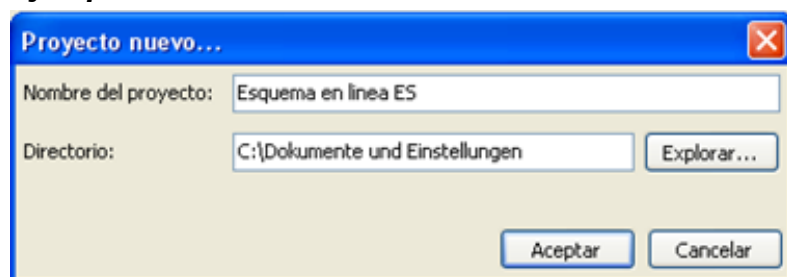 Proyecto nuevo...
Nombre del proyecto: Esquema en linea ES
Directorio: C:\Dokumente und Einstellungen Explorar...
Aceptar Cancelar